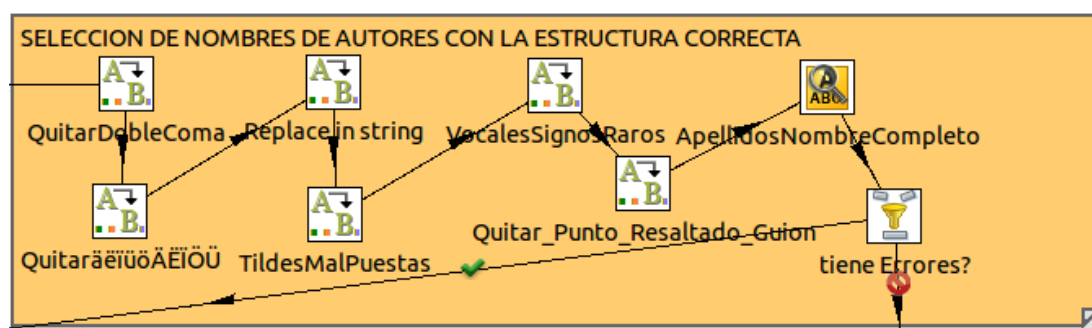 SELECCION DE NOMBRES DE AUTORES CON LA ESTRUCTURA CORRECTA
QuitarDobleComa
Replace in string
VocalesSignosRaros
ApellidosNombreCompleto
QuitaräëïüöÄËÏÖÜ
TildesMalPuestas
Quitar_Punto_Resaltado_Guion
tiene Errores?